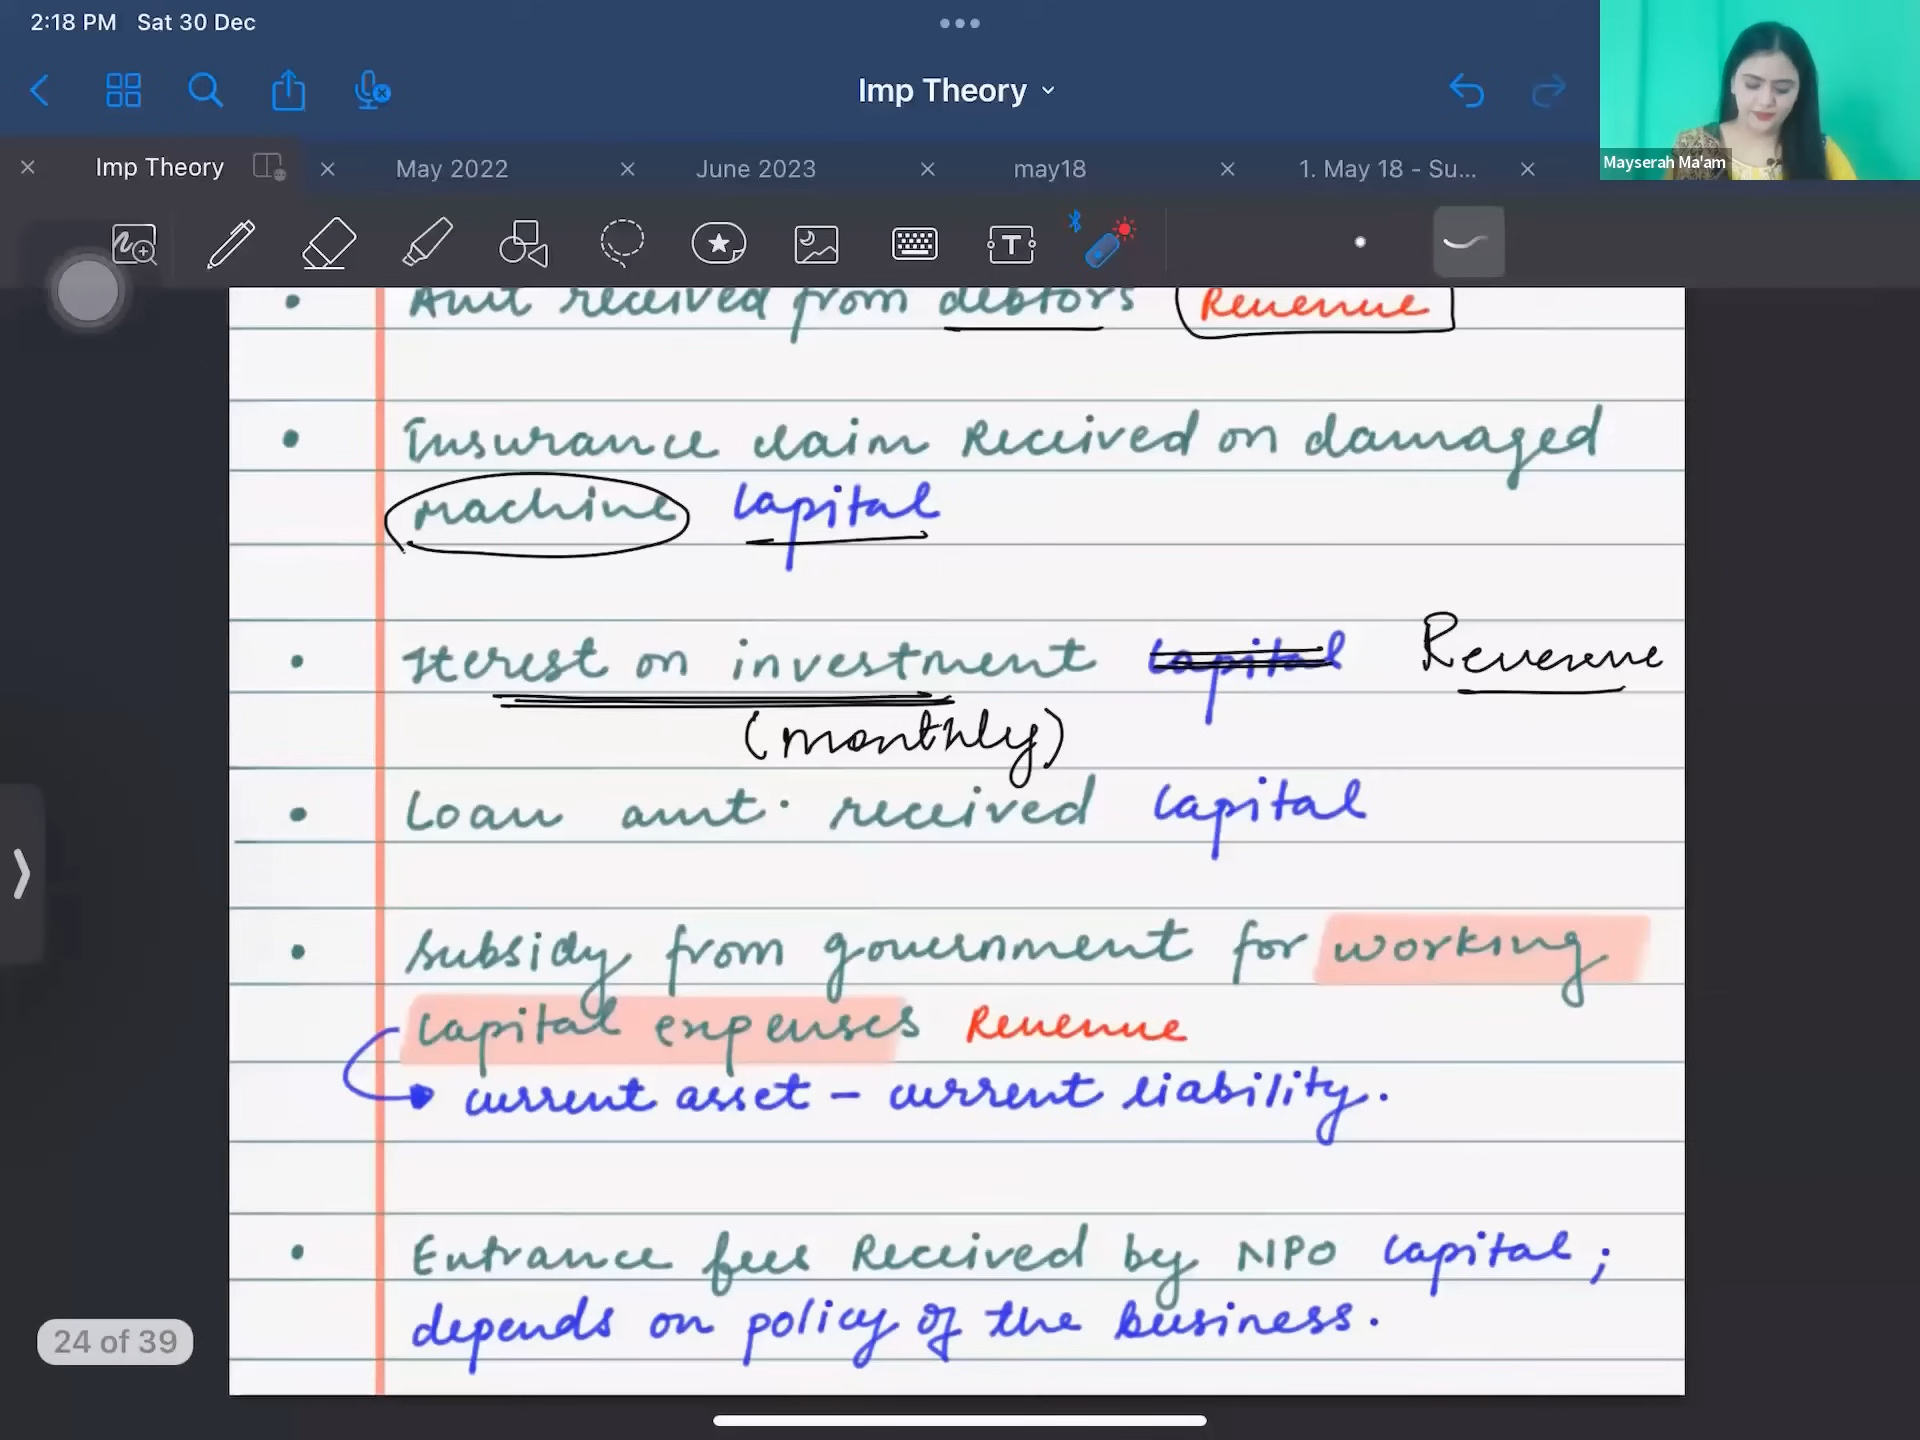 2:18 PM Sat 30 Dec
Imp Theory
Mayserah Ma'am
Imp Theory
May 2022
June 2023
may18
1. May 18 - Su...
T
• Amt received from debtors Revenue
• Insurance claim Received on damaged
machine Capital
• Iterest on investment Capital Revenue
(monthly)
• Loan amt. received Capital
• Subsidy from government for working
Capital expenses Revenue
current asset – current liability.
• Entrance fees Received by NPO Capital ;
depends on policy of the business.
24 of 39